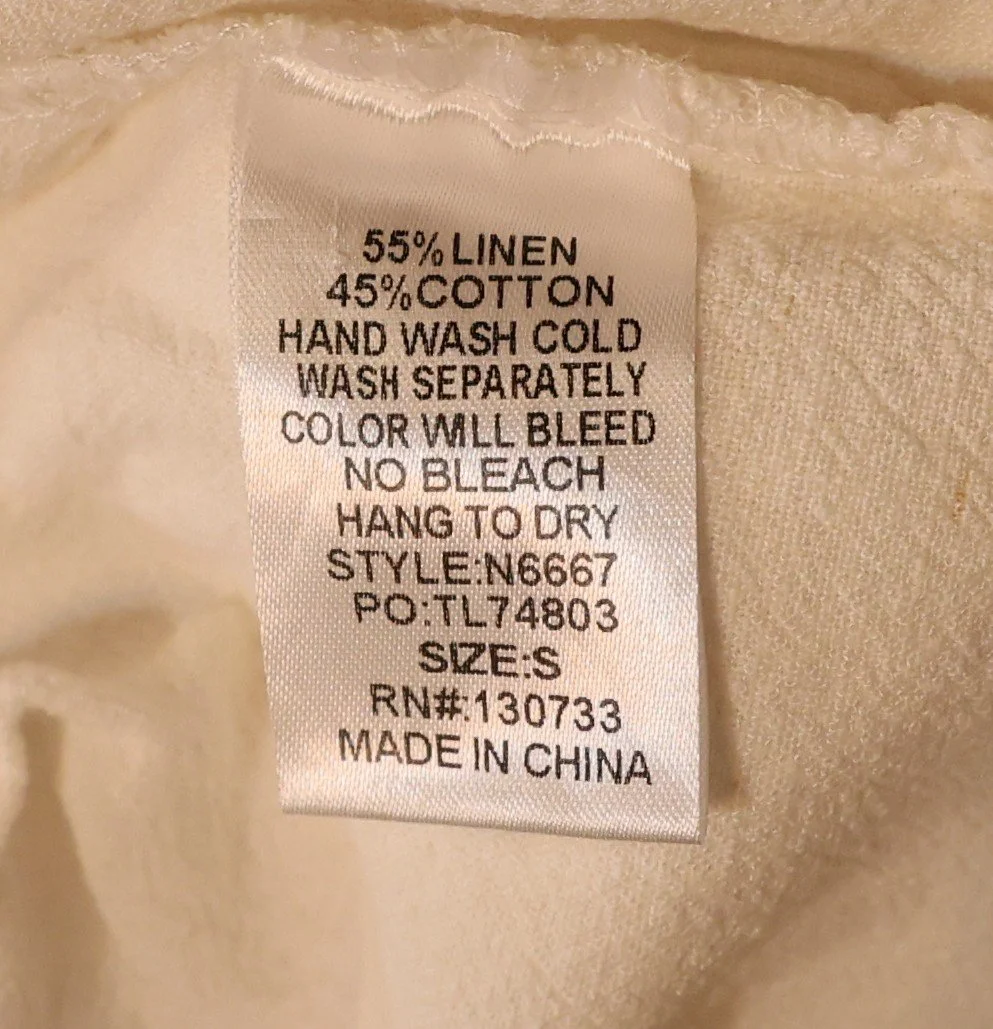 55%LINEN
45%COTTON
HAND WASH COLD
WASH SEPARATELY
COLOR WILL BLEED
NO BLEACH
HANG TO DRY
STYLE:N6667
PO:TL74803
SIZE:S
RN#:130733
MADE IN CHINA